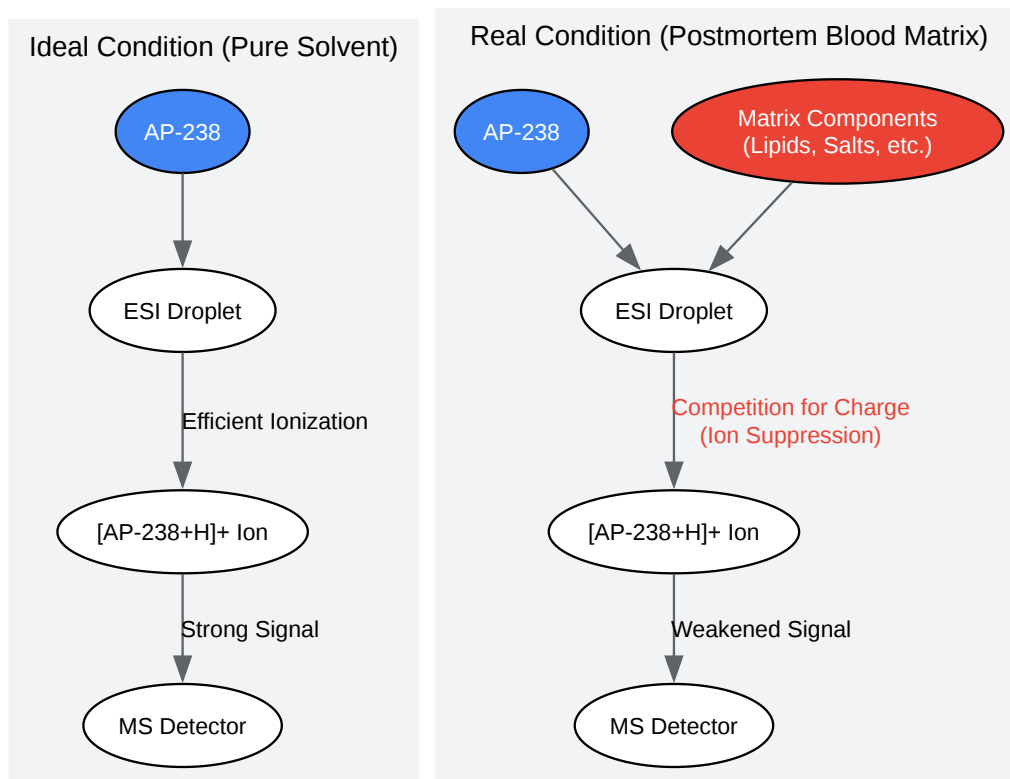 Ideal Condition (Pure Solvent)
AP-238
ESI Droplet
Efficient Ionization
[AP-238+H]+ Ion
Strong Signal
MS Detector
Real Condition (Postmortem Blood Matrix)
AP-238
Matrix Components
(Lipids, Salts, etc.)
ESI Droplet
Competition for Charge
(Ion Suppression)
[AP-238+H]+ Ion
Weakened Signal
MS Detector